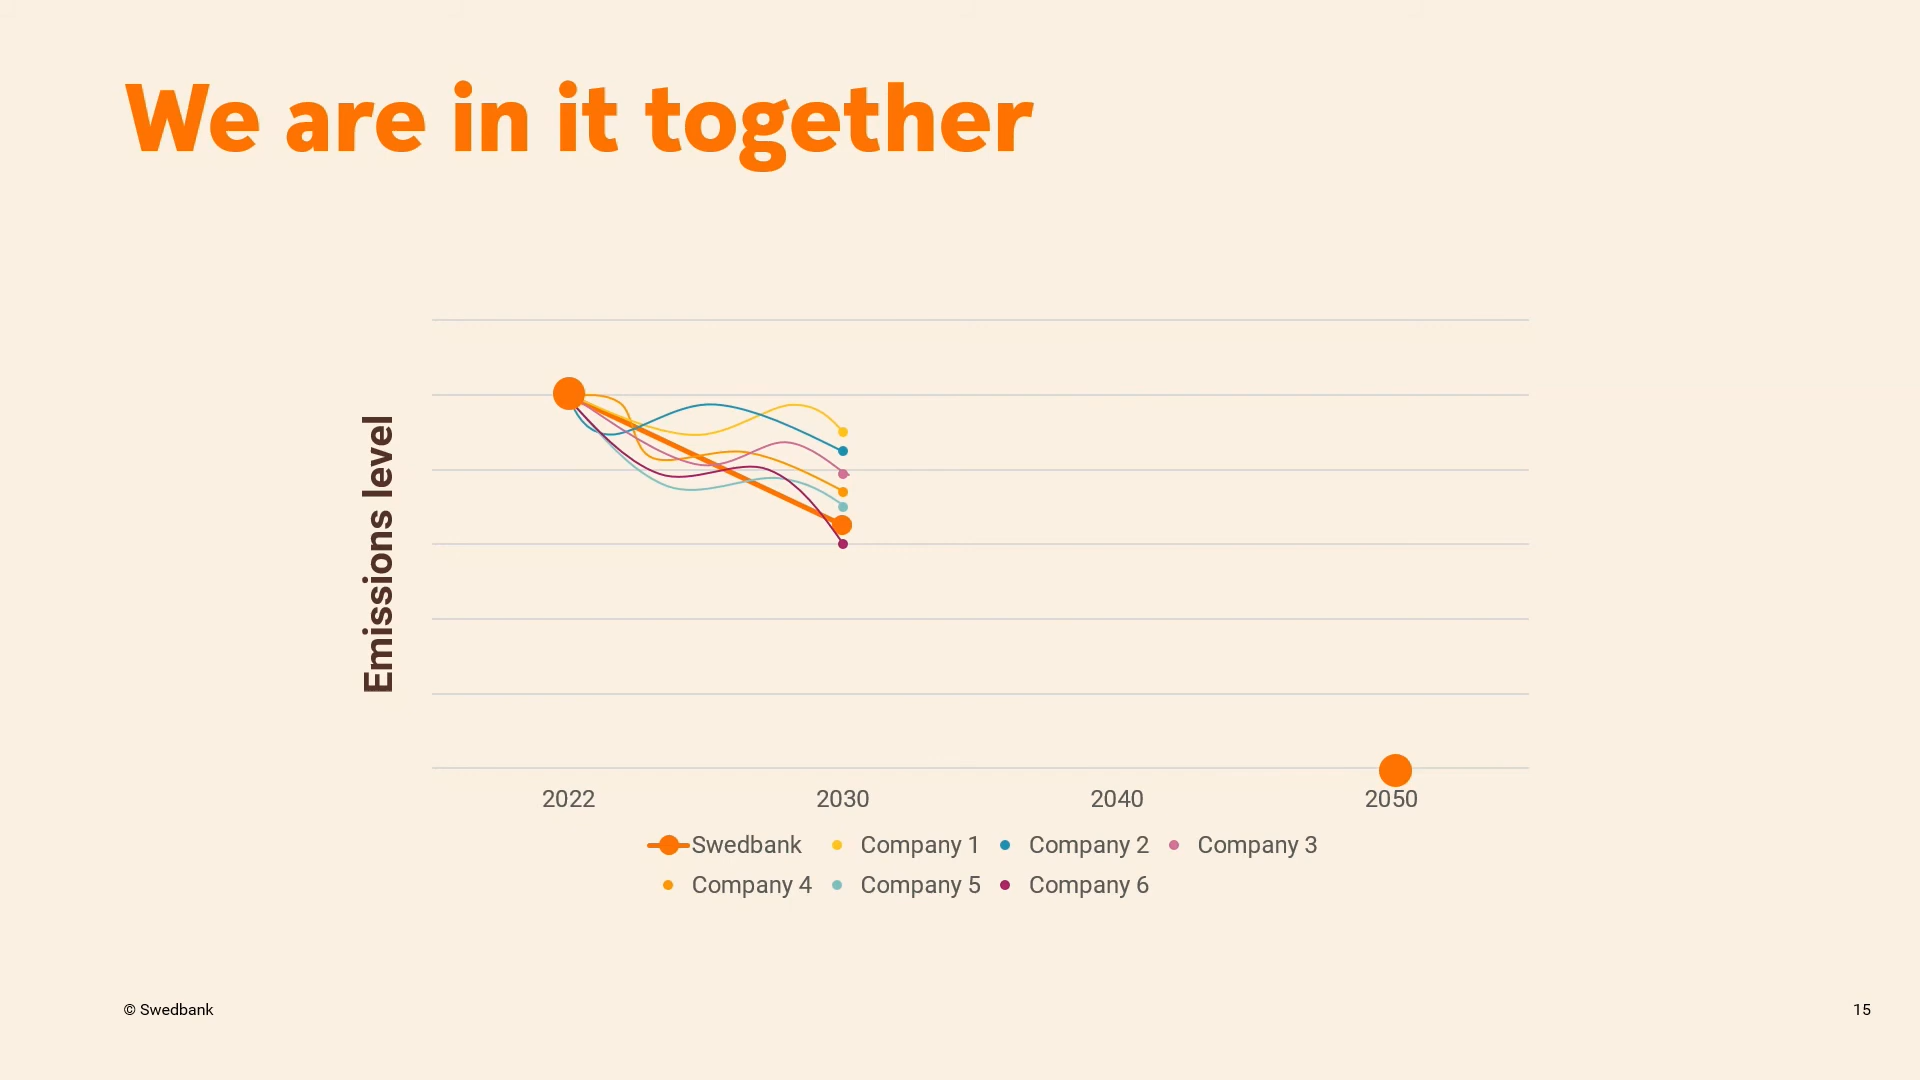 We are in it together
Emissions level
2022 2030 2040 2050
Swedbank Company 1 Company 2 Company 3
Company 4 Company 5 Company 6
© Swedbank
15